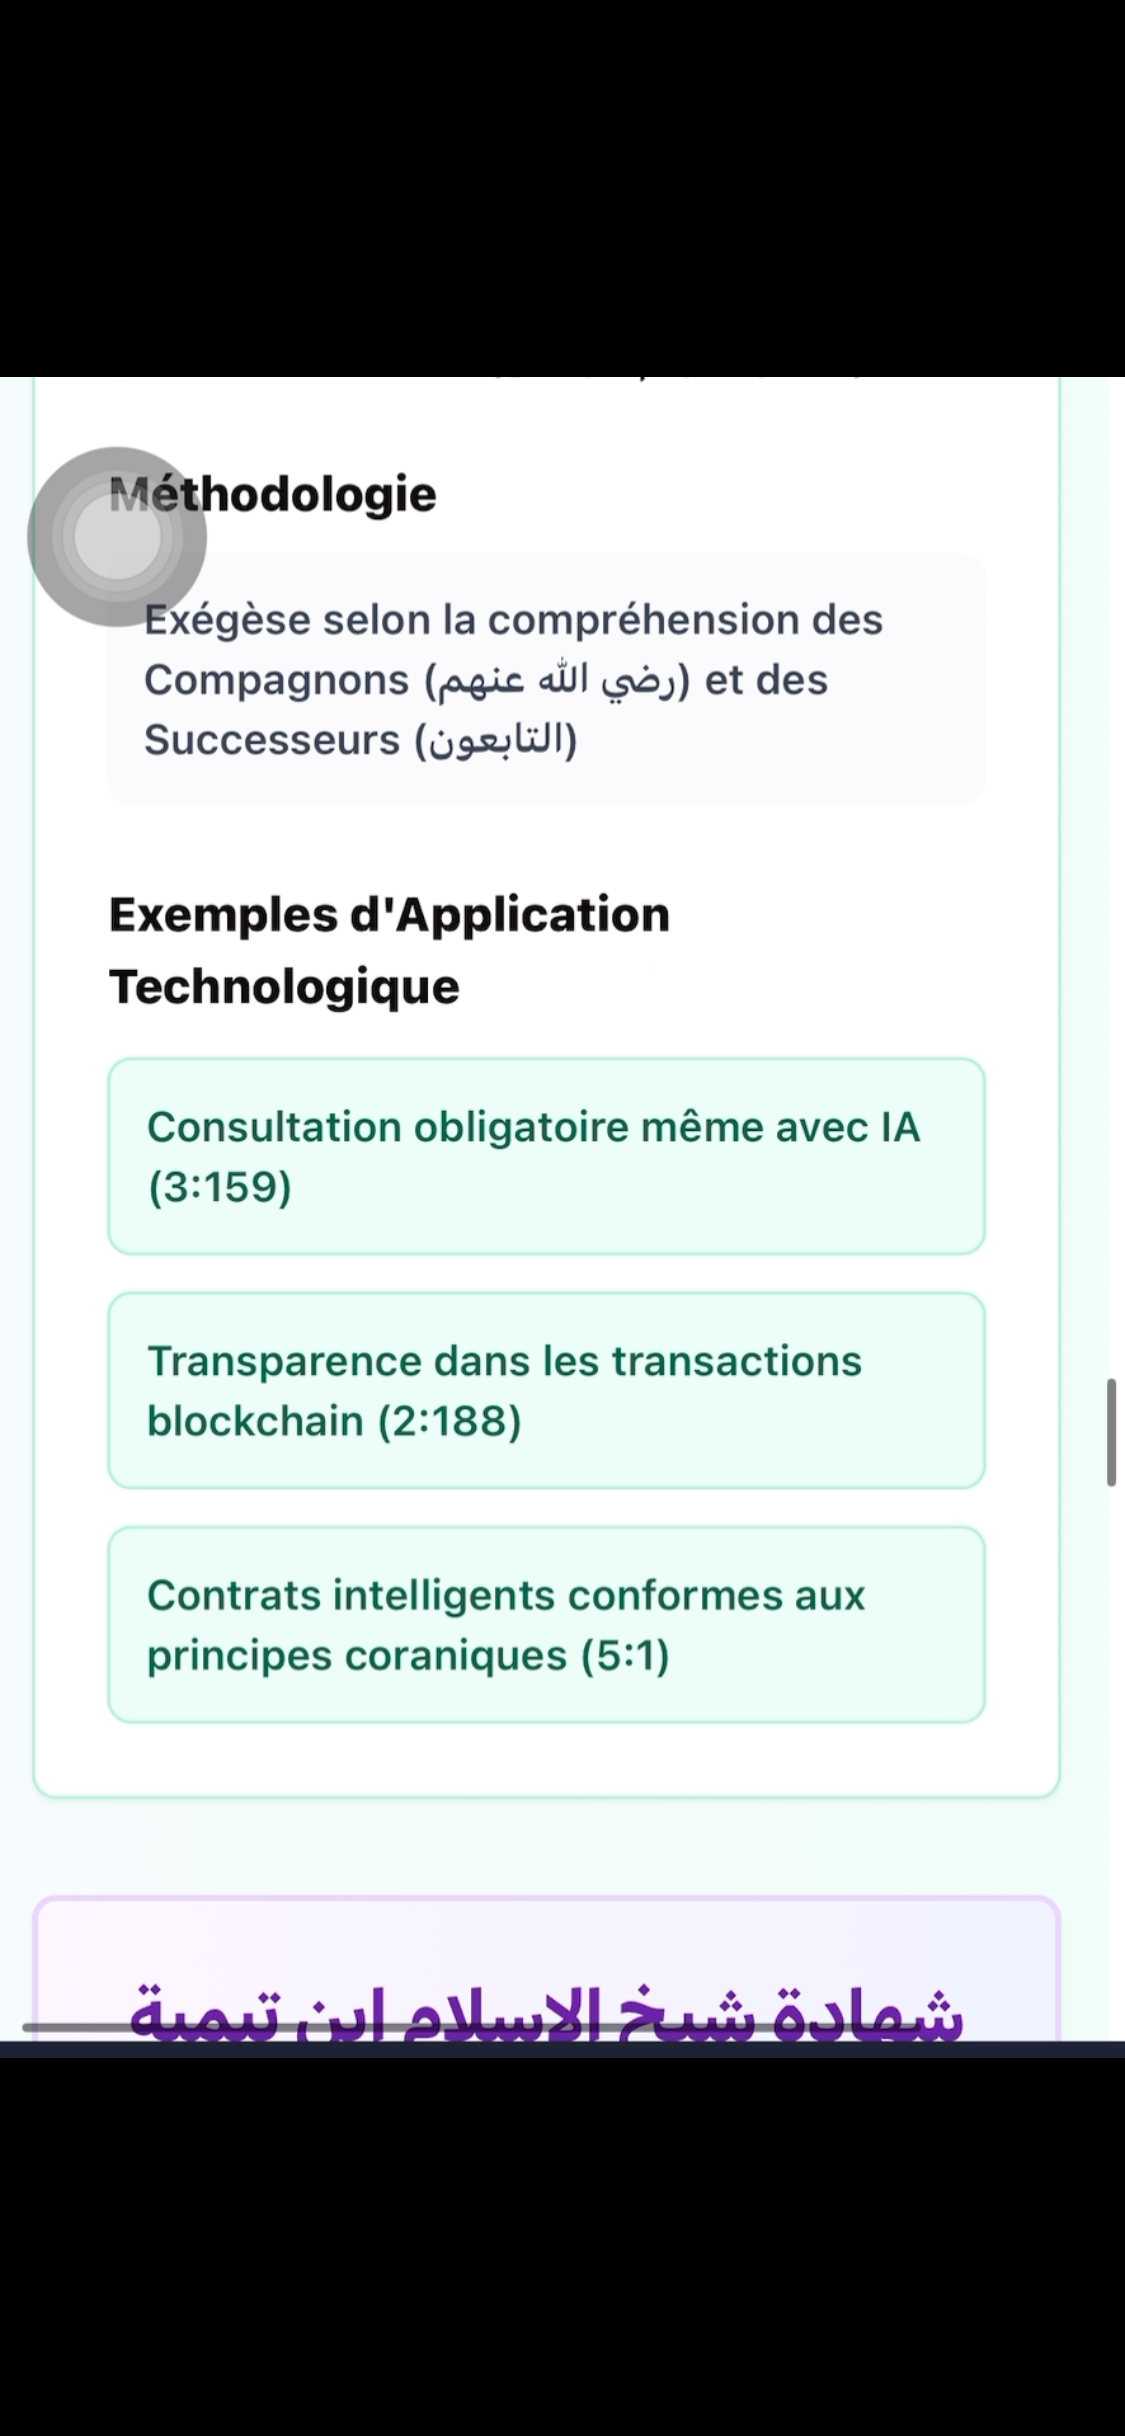 Méthodologie
Exégèse selon la compréhension des
Compagnons (رضي الله عنهم) et des
Successeurs (التابعون)
Exemples d'Application
Technologique
Consultation obligatoire même avec IA
(3:159)
Transparence dans les transactions
blockchain (2:188)
Contrats intelligents conformes aux
principes coraniques (5:1)
شهادة شيخ الاسلام ابن تيمية